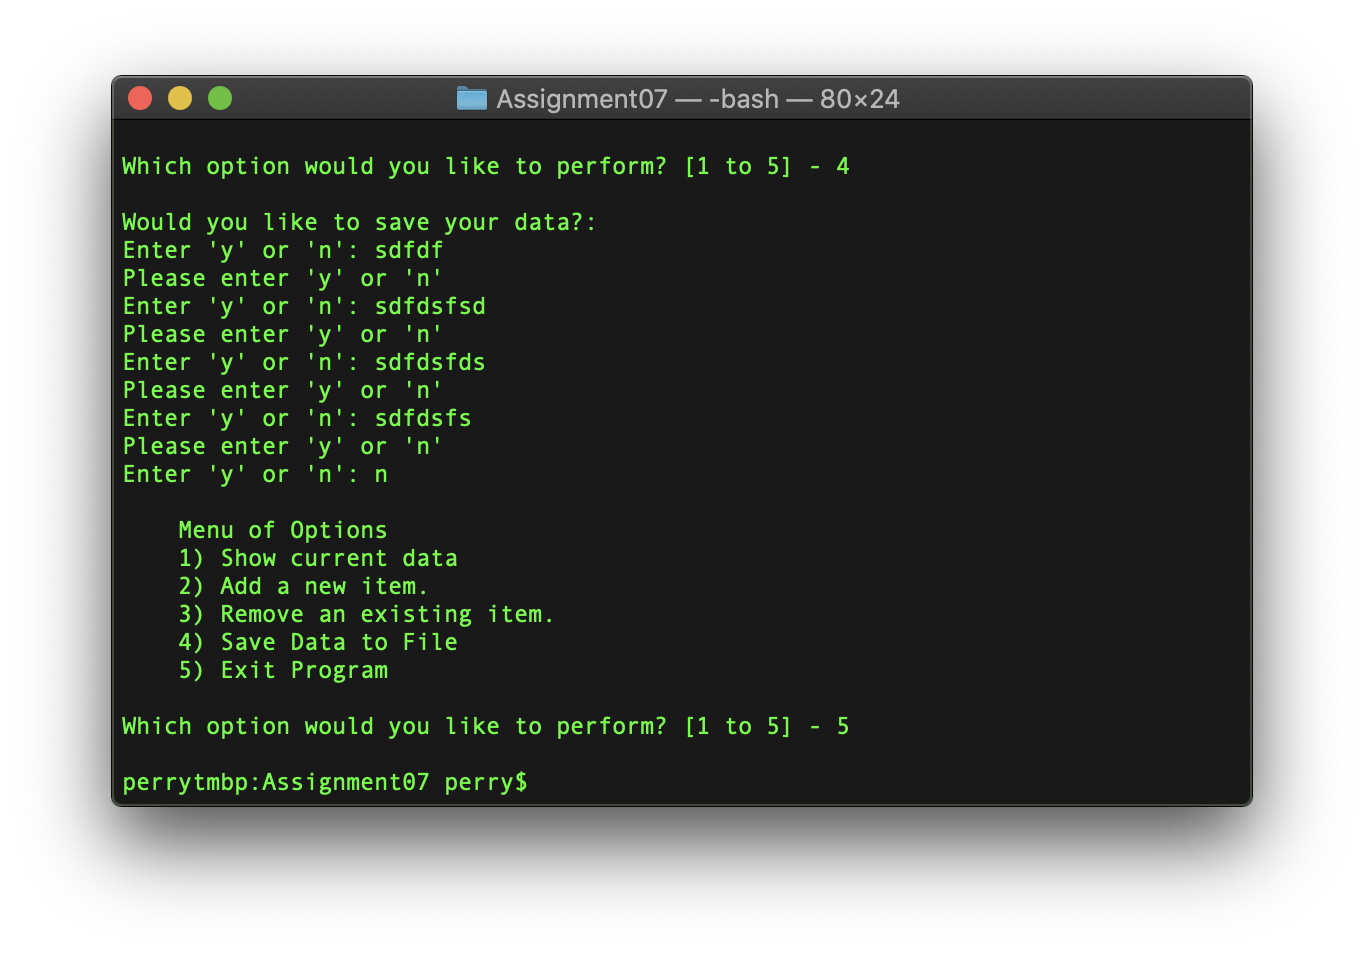 Assignment07 — -bash — 80×24
Which option would you like to perform? [1 to 5] - 4
Would you like to save your data?:
Enter 'y' or 'n': sdfdf
Please enter 'y' or 'n'
Enter 'y' or 'n': sdfdsfsd
Please enter 'y' or 'n'
Enter 'y' or 'n': sdfdsfds
Please enter 'y' or 'n'
Enter 'y' or 'n': sdfdsfs
Please enter 'y' or 'n'
Enter 'y' or 'n': n
Menu of Options
1) Show current data
2) Add a new item.
3) Remove an existing item.
4) Save Data to File
5) Exit Program
Which option would you like to perform? [1 to 5] - 5
perrytmbp:Assignment07 perry$